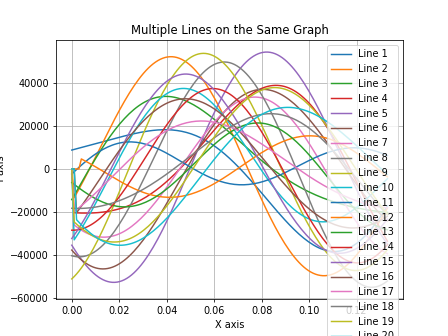 Multiple Lines on the Same Graph
40000
20000
0
−20000
−40000
−60000
0.00
0.02
0.04
0.06
0.08
0.10
X axis
Line 1
Line 2
Line 3
Line 4
Line 5
Line 6
Line 7
Line 8
Line 9
Line 10
Line 11
Line 12
Line 13
Line 14
Line 15
Line 16
Line 17
Line 18
Line 19
Line 20